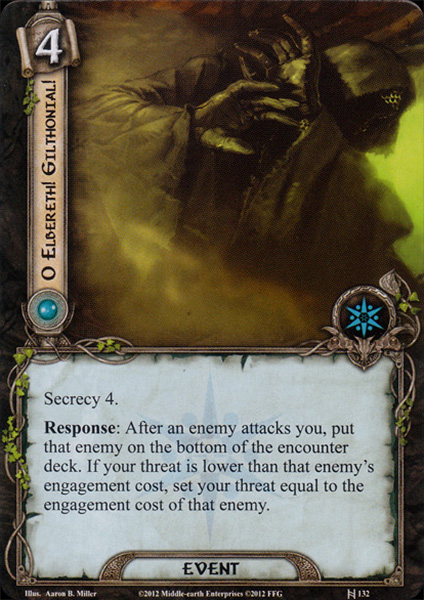 4
O ELBERETH! GILTHONIAL!
Secrecy 4.
Response: After an enemy attacks you, put
that enemy on the bottom of the encounter
deck. If your threat is lower than that enemy's
engagement cost, set your threat equal to the
engagement cost of that enemy.
EVENT
Illus. Aaron B. Miller
©2012 Middle-earth Enterprises ©2012 FFG
132